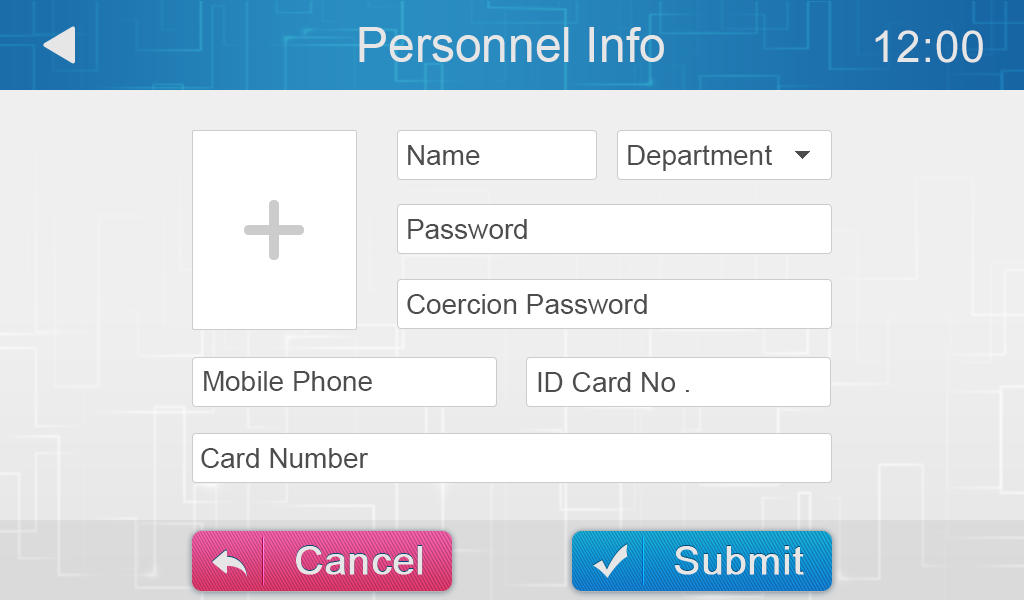 Personnel Info
12:00
Name
Department
Password
Coercion Password
Mobile Phone
ID Card No .
Card Number
Cancel
Submit